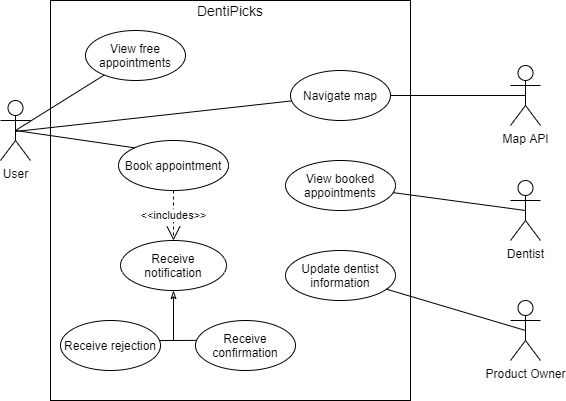 DentiPicks
View free
appointments
Navigate map
Map API
User
Book appointment
View booked
appointments
<<includes>>
Dentist
Receive
notification
Update dentist
information
Receive rejection
Receive
confirmation
Product Owner